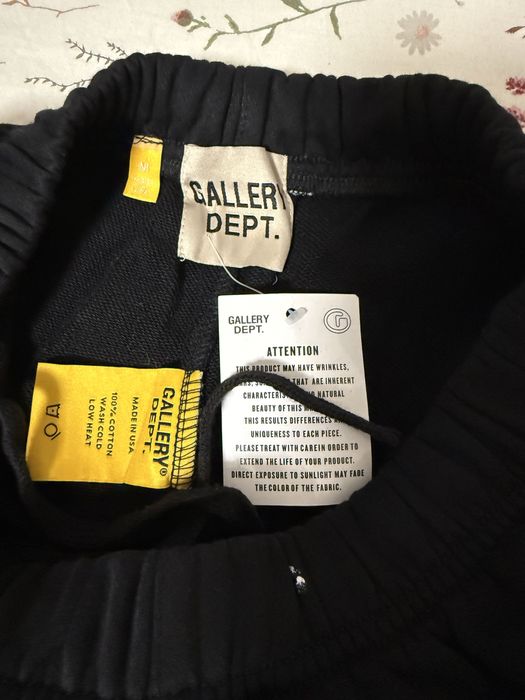 M
GALLERY
DEPT.
GALLERY
DEPT.
G
ATTENTION
THIS PRODUCT MAY HAVE WRINKLES,
THAT ARE INHERENT
NATURAL
BEAUTY OF THIS
THIS RESULTS DIFFERENCES
UNIQUENESS TO EACH PIECE.
PLEASE TREAT WITH CAREIN ORDER TO
EXTEND THE LIFE OF YOUR PRODUCT.
DIRECT EXPOSURE TO SUNLIGHT MAY FADE
THE COLOR OF THE FABRIC.
GALLERY
DEPT.®
MADE IN USA
100% COTTON
WASH COLD
LOW HEAT